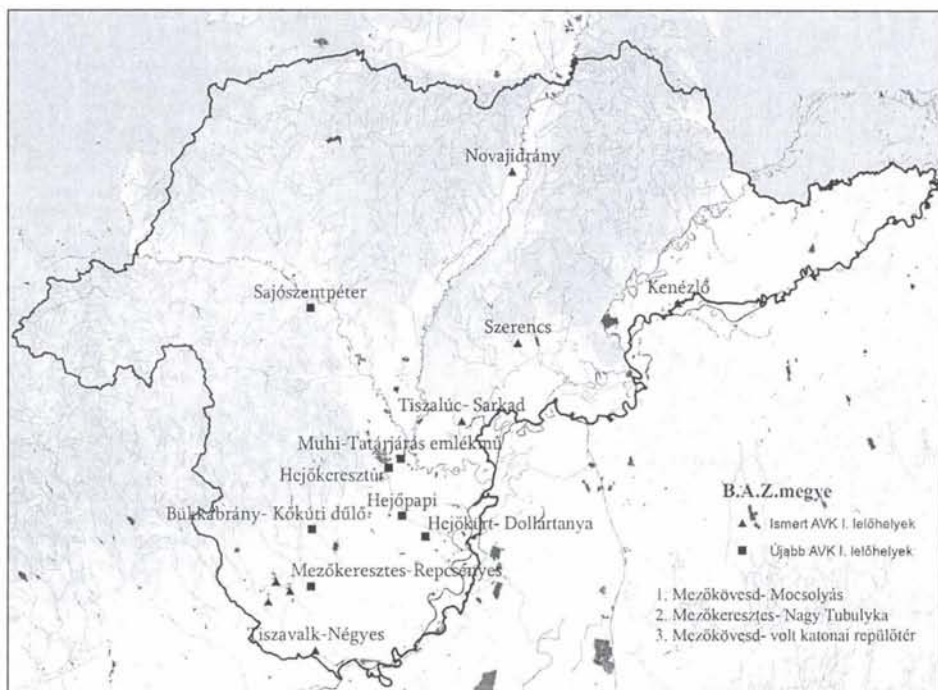 Novajidrány
Sajószentpéter
Kenézlő
Szerencs
Tiszalúc- Sarkad
Muhi-Tatárjárás emlékmű
Hejőkeresztúr
Hejőpapi
Bükkábrány- Kőkúti dűlő
Hejőkürt- Dollártanya
Mezőkeresztes-Repcsényes
Tiszavalk-Négyes
B.A.Z.megye
Ismert AVK I. lelőhelyek
Újabb AVK I. lelőhelyek
1. Mezőkövesd- Mocsolyás
2. Mezőkeresztes- Nagy Tubulyka
3. Mezőkövesd- volt katonai repülőtér